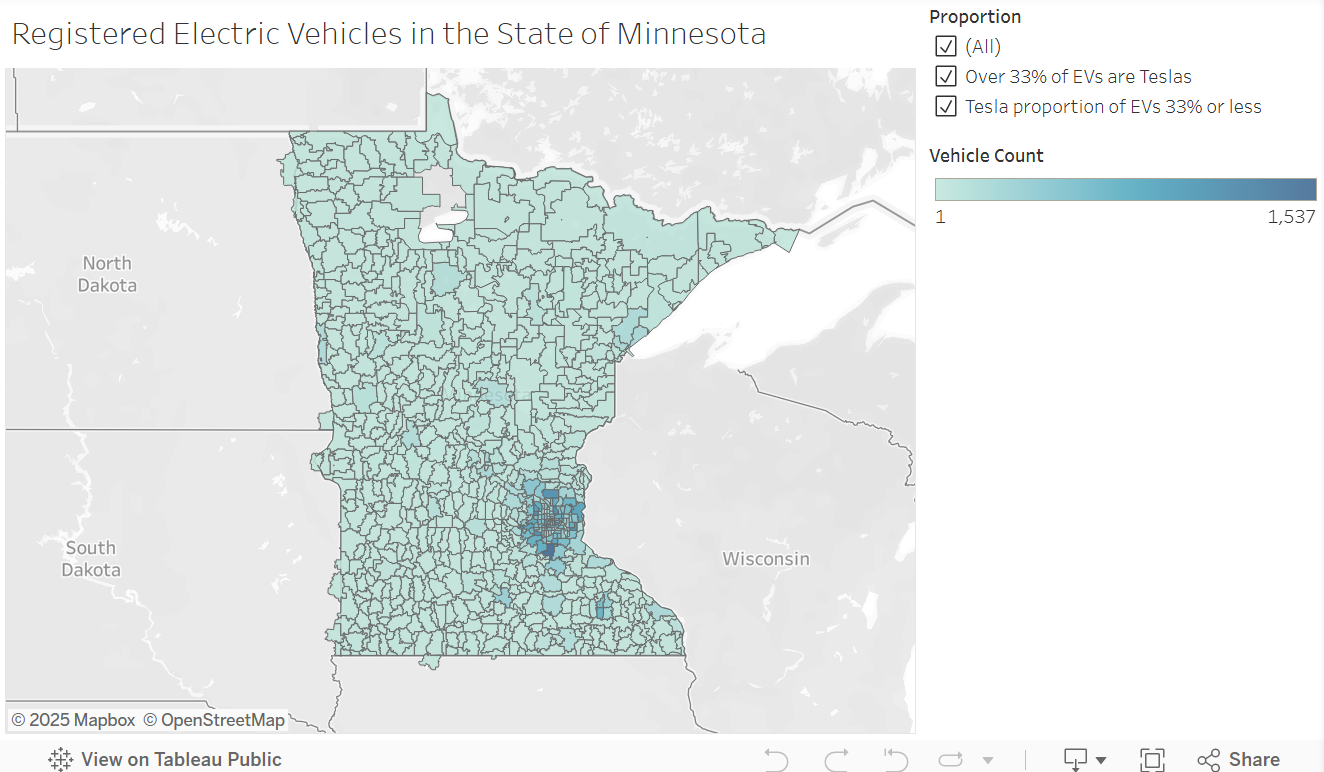 Registered Electric Vehicles in the State of Minnesota
Proportion
(All)
Over 33% of EVs are Teslas
Tesla proportion of EVs 33% or less
Vehicle Count
1
1,537
North
Dakota
South
Dakota
Wisconsin
© 2025 Mapbox © OpenStreetMap
View on Tableau Public
Share